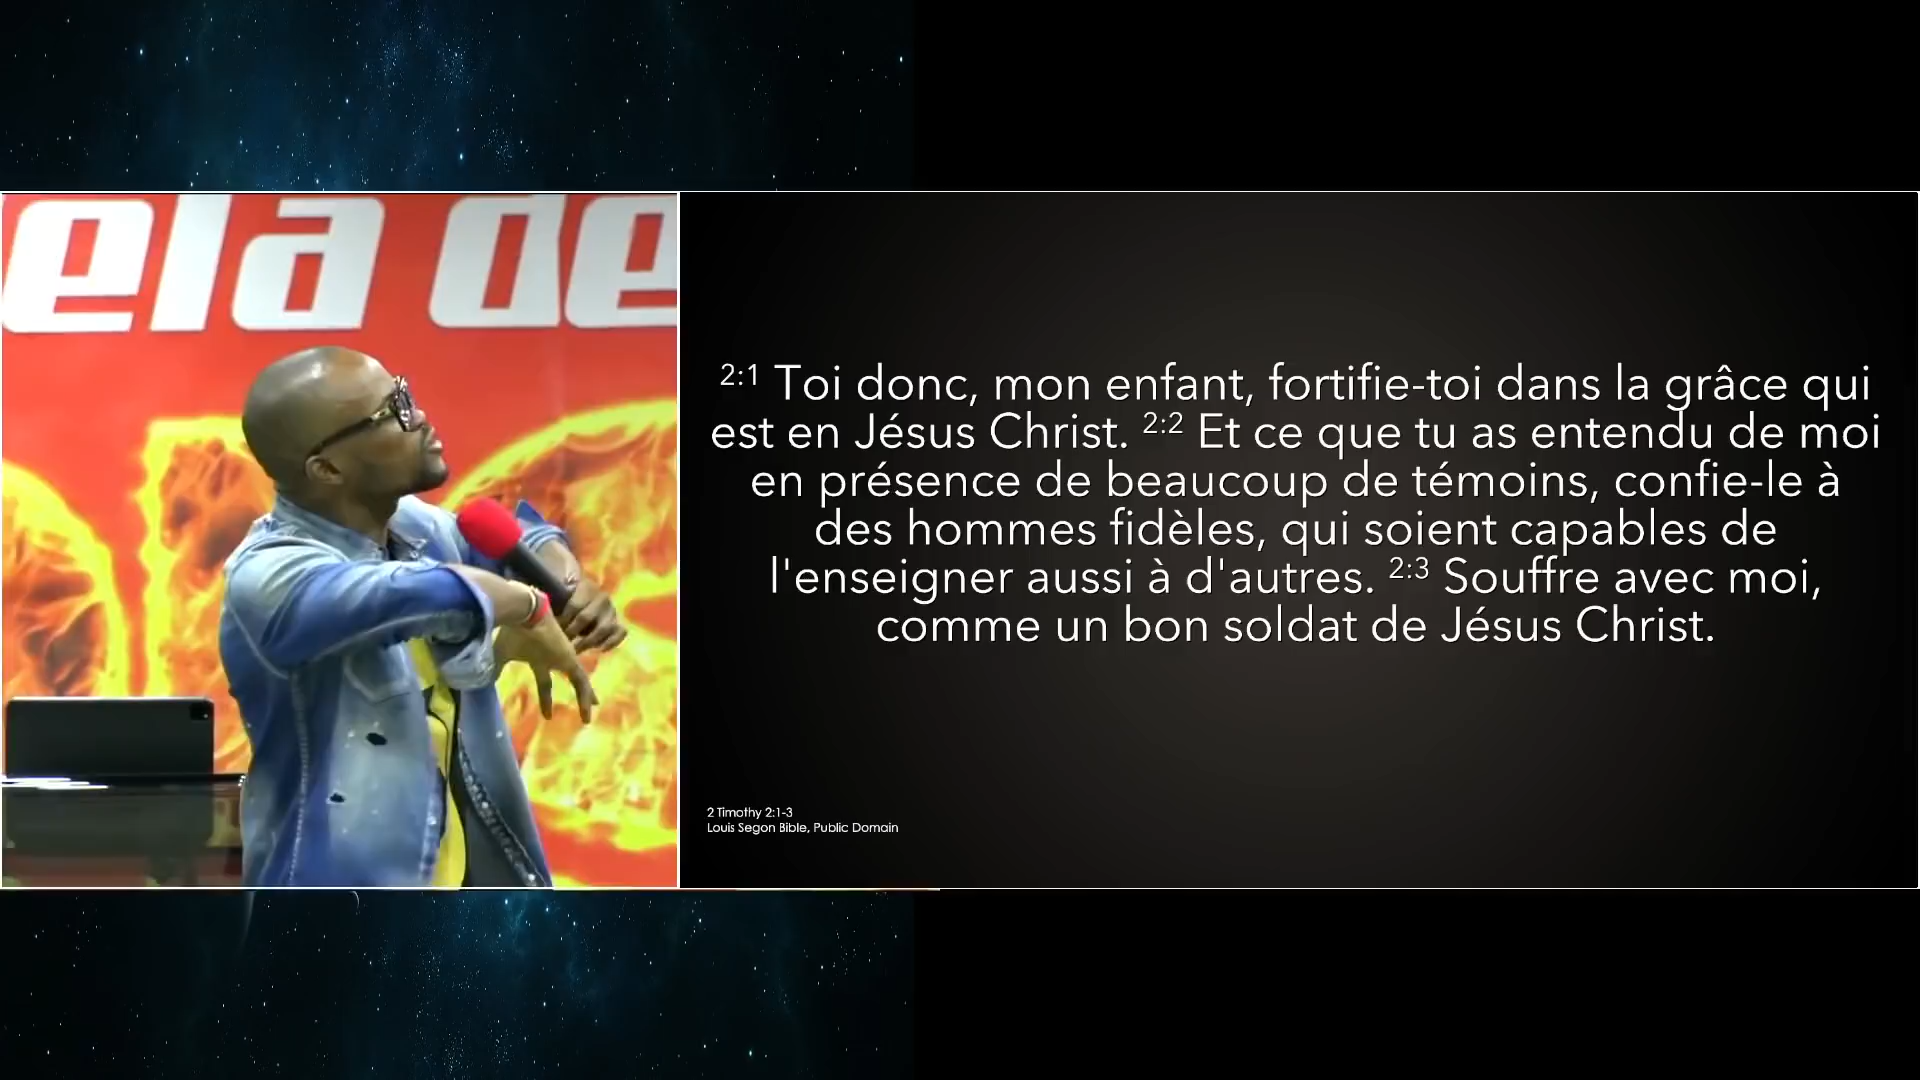 ela de
2:1 Toi donc, mon enfant, fortifie-toi dans la grâce qui
est en Jésus Christ. 2:2 Et ce que tu as entendu de moi
en présence de beaucoup de témoins, confie-le à
des hommes fidèles, qui soient capables de
l'enseigner aussi à d'autres. 2:3 Souffre avec moi,
comme un bon soldat de Jésus Christ.
2 Timothy 2:1-3
Louis Segon Bible, Public Domain